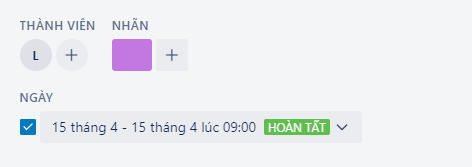 THÀNH VIÊN NHÃN
L
NGÀY
15 tháng 4 - 15 tháng 4 lúc 09:00 HOÀN TẤT